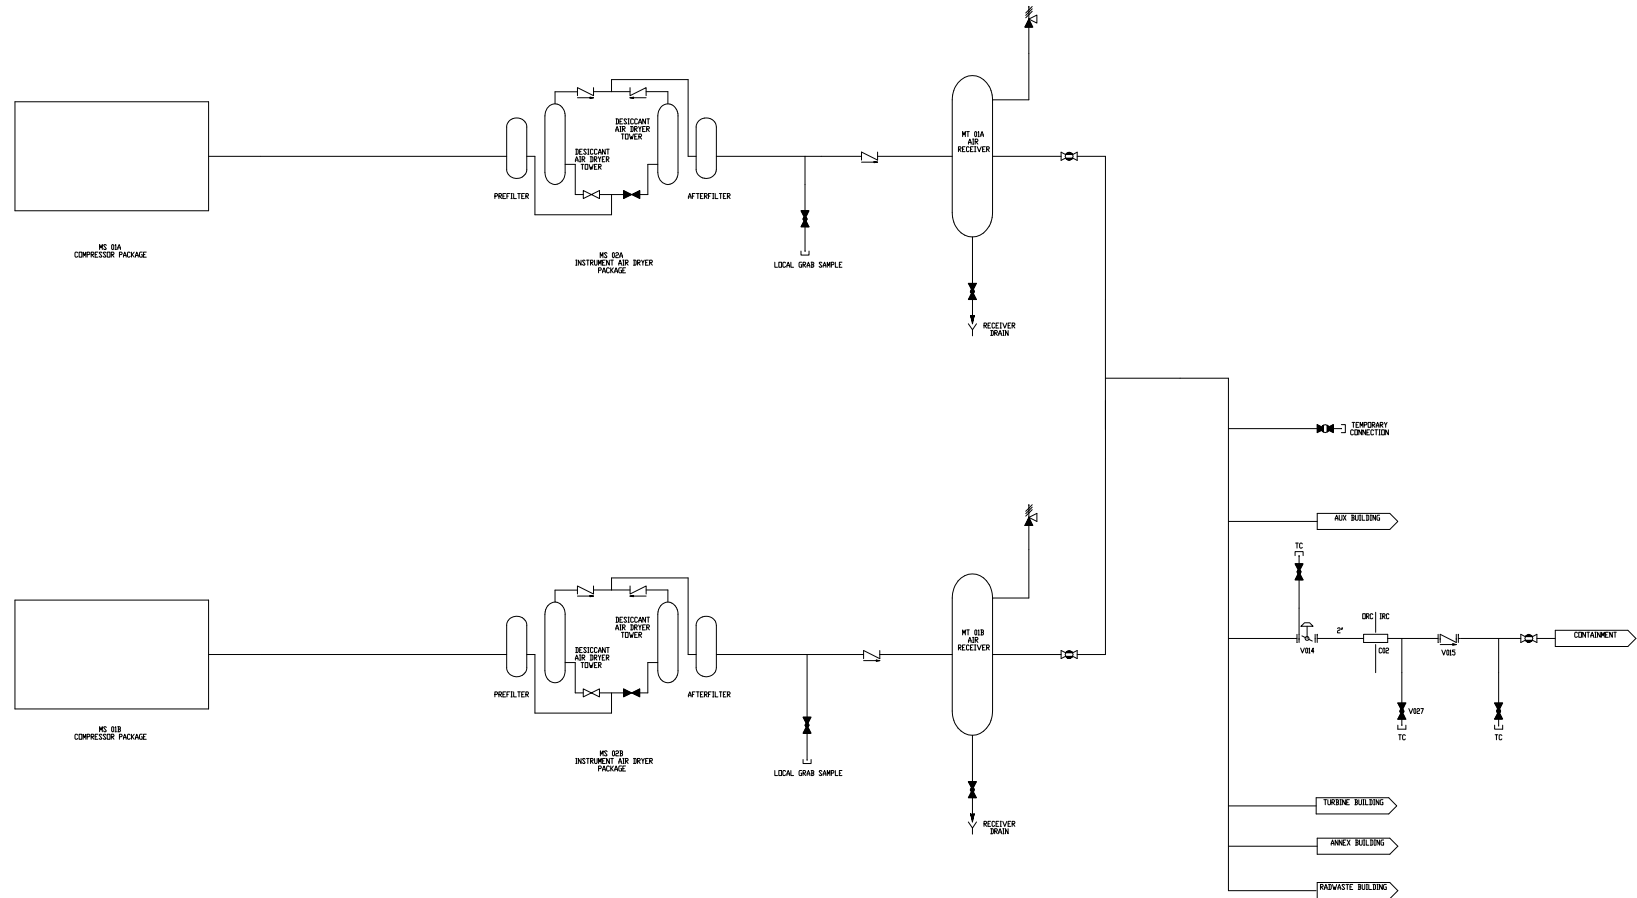 DESICCANT
AIR DRYER
TOWER
DESICCANT
AIR DRYER
TOWER
MT 01A
AIR
RECEIVER
PREFILTER
AFTERFILTER
MS 01A
COMPRESSOR PACKAGE
MS 02A
INSTRUMENT AIR DRYER
PACKAGE
LOCAL GRAB SAMPLE
RECEIVER
DRAIN
TEMPORARY
CONNECTION
AUX BUILDING
TC
ORC IRC
2"
CONTAINMENT
V014
C02
V015
V027
TC
TC
DESICCANT
AIR DRYER
TOWER
DESICCANT
AIR DRYER
TOWER
MT 01B
AIR
RECEIVER
PREFILTER
AFTERFILTER
MS 01B
COMPRESSOR PACKAGE
MS 02B
INSTRUMENT AIR DRYER
PACKAGE
LOCAL GRAB SAMPLE
RECEIVER
DRAIN
TURBINE BUILDING
ANNEX BUILDING
RADWASTE BUILDING